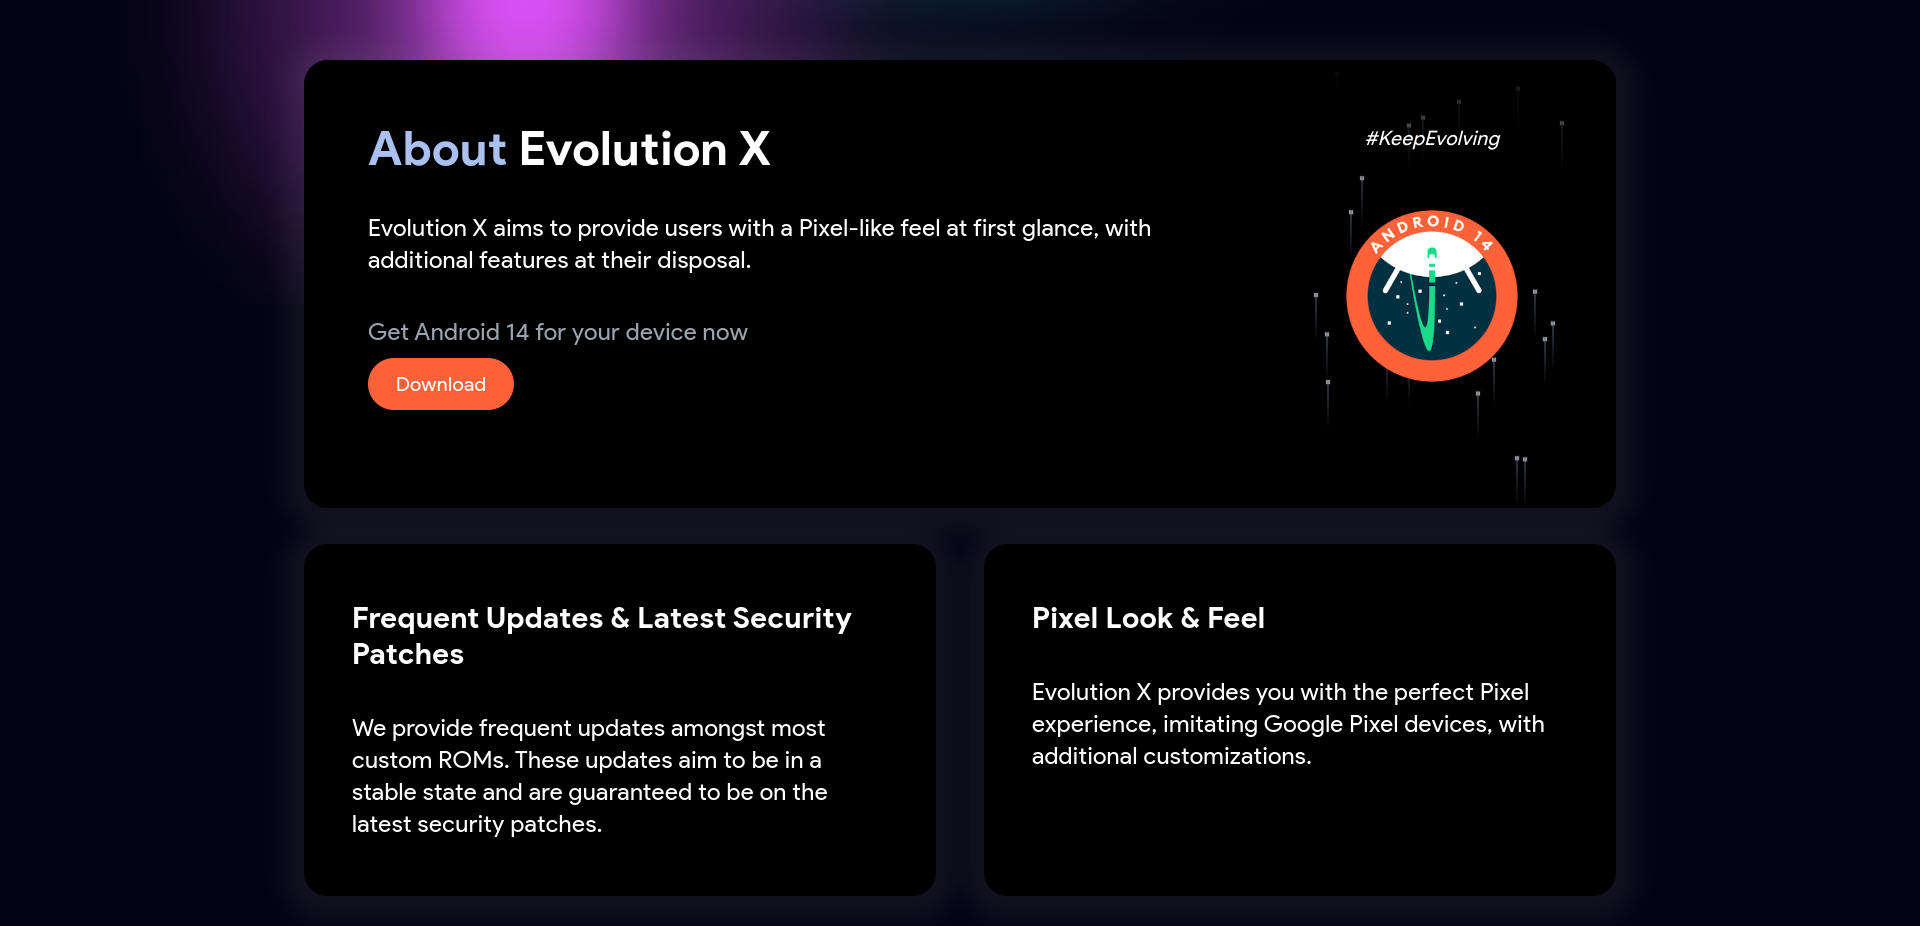 About Evolution X
Evolution X aims to provide users with a Pixel-like feel at first glance, with
additional features at their disposal.
Get Android 14 for your device now
Download
#KeepEvolving
ANDROID 14
Frequent Updates & Latest Security
Patches
We provide frequent updates amongst most
custom ROMs. These updates aim to be in a
stable state and are guaranteed to be on the
latest security patches.
Pixel Look & Feel
Evolution X provides you with the perfect Pixel
experience, imitating Google Pixel devices, with
additional customizations.